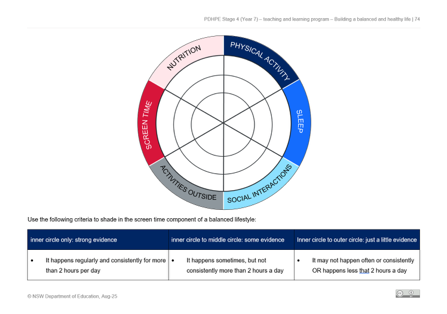 PDHPE Stage 4 (Year 7) – teaching and learning program – Building a balanced and healthy life | 74
NUTRITION
PHYSICAL ACTIVITY
SCREEN TIME
SLEEP
ACTIVITIES OUTSIDE
SOCIAL INTERACTIONS
Use the following criteria to shade in the screen time component of a balanced lifestyle:
inner circle only: strong evidence
inner circle to middle circle: some evidence
Inner circle to outer circle: just a little evidence
• It happens regularly and consistently for more
than 2 hours per day
• It happens sometimes, but not
consistently more than 2 hours a day
• It may not happen often or consistently
OR happens less that 2 hours a day
© NSW Department of Education, Aug-25